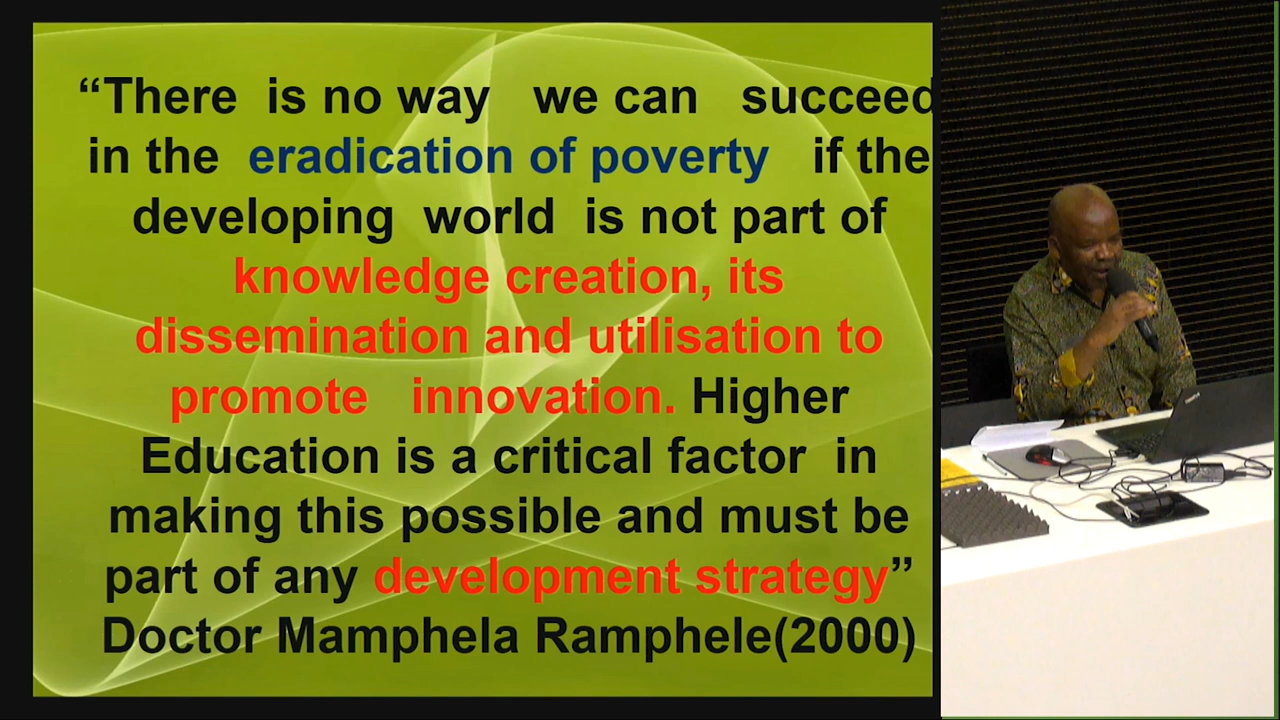 “There is no way we can succeed
in the eradication of poverty if the
developing world is not part of
knowledge creation, its
dissemination and utilisation to
promote innovation. Higher
Education is a critical factor in
making this possible and must be
part of any development strategy”
Doctor Mamphela Ramphele(2000)